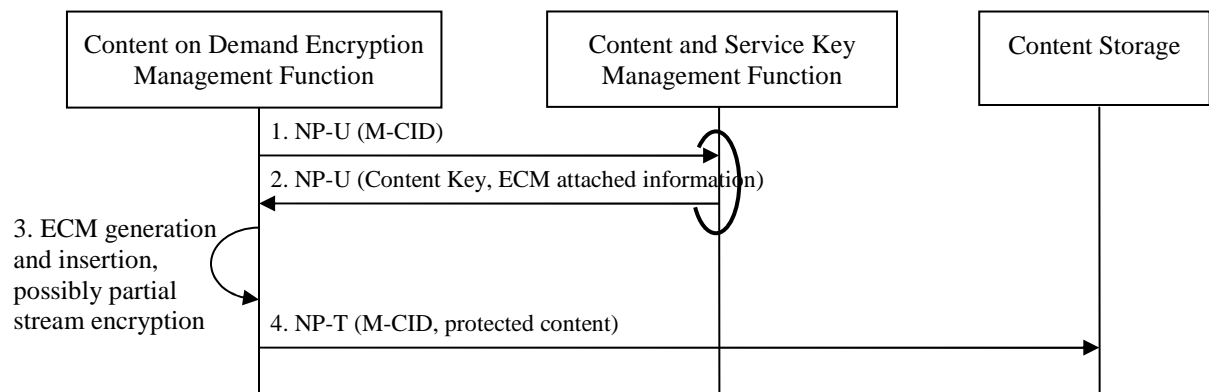 Content on Demand Encryption
Management Function
Content and Service Key
Management Function
Content Storage
1. NP-U (M-CID)
2. NP-U (Content Key, ECM attached information)
3. ECM generation
and insertion,
possibly partial
stream encryption
4. NP-T (M-CID, protected content)